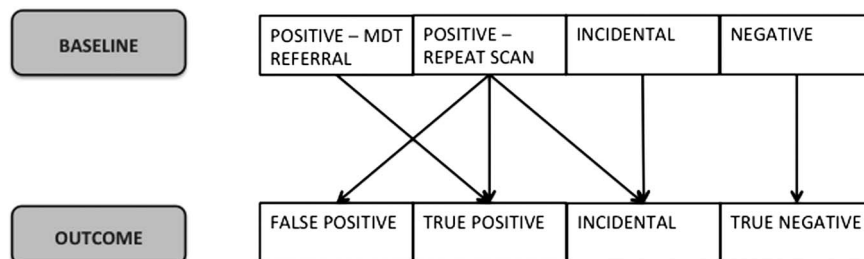 BASELINE
POSITIVE – MDT
REFERRAL
POSITIVE –
REPEAT SCAN
INCIDENTAL
NEGATIVE
OUTCOME
FALSE POSITIVE
TRUE POSITIVE
INCIDENTAL
TRUE NEGATIVE